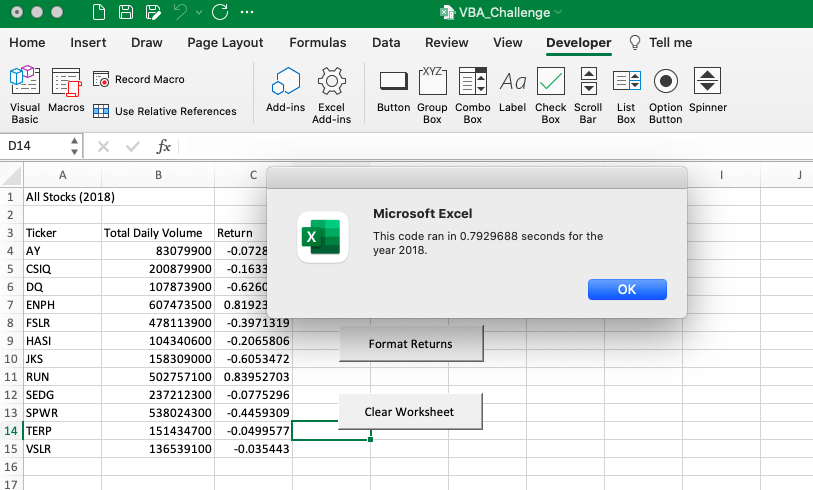 VBA_Challenge
Home Insert Draw Page Layout Formulas Data Review View Developer Tell me
Visual Basic
Macros
Record Macro
Use Relative References
Add-ins
Excel Add-ins
Button
Group Box
Combo Box
Label
Check Box
Scroll Bar
List Box
Option Button
Spinner
XYZ
Aa
D14 fx
A B C I J
1 All Stocks (2018)
2
3 Ticker Total Daily Volume Return
4 AY 83079900 -0.0728
5 CSIQ 200879900 -0.1633
6 DQ 107873900 -0.6260
7 ENPH 607473500 0.81923
8 FSLR 478113900 -0.3971319
9 HASI 104340600 -0.2065806
10 JKS 158309000 -0.6053472
11 RUN 502757100 0.83952703
12 SEDG 237212300 -0.0775296
13 SPWR 538024300 -0.4459309
14 TERP 151434700 -0.0499577
15 VSLR 136539100 -0.035443
16
17
Microsoft Excel
This code ran in 0.7929688 seconds for the
year 2018.
OK
Format Returns
Clear Worksheet